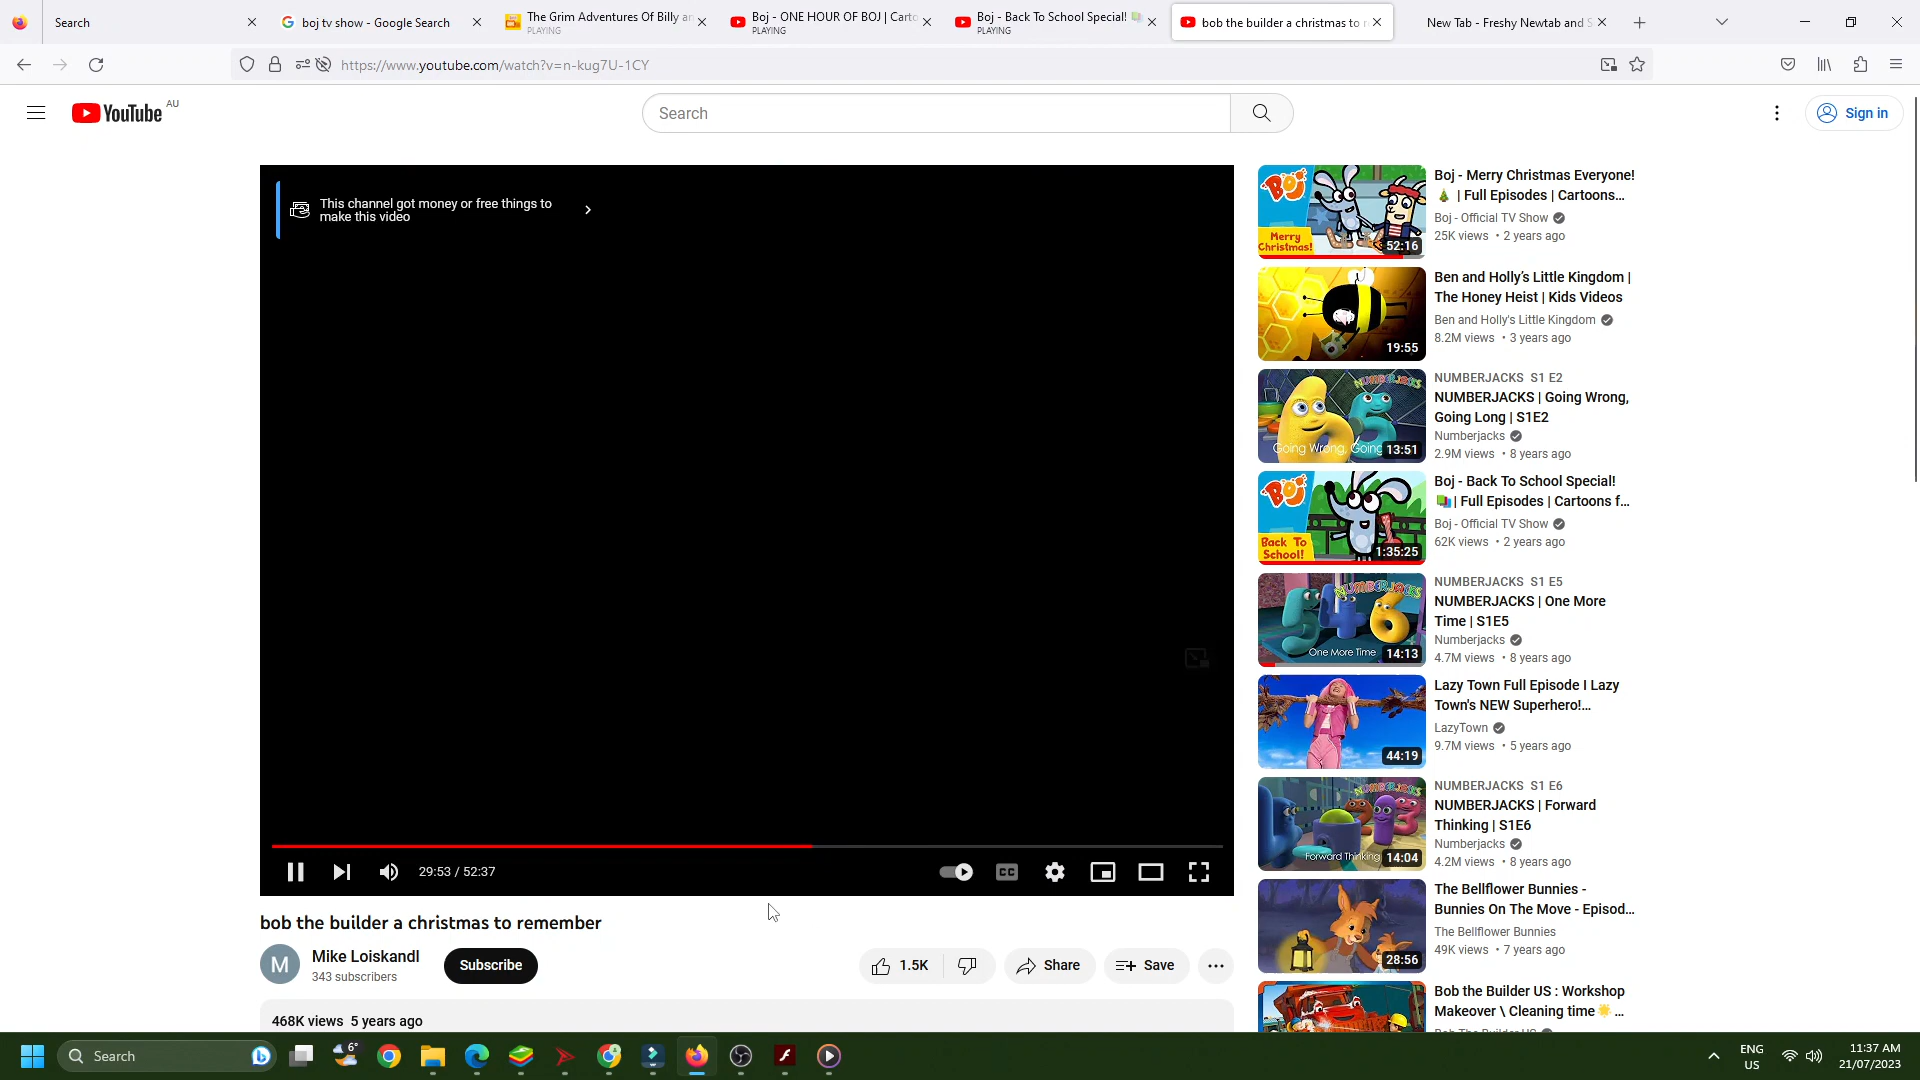 Search
boj tv show - Google Search
The Grim Adventures Of Billy an
PLAYING
Boj - ONE HOUR OF BOJ | Carto
PLAYING
Boj - Back To School Special!
PLAYING
bob the builder a christmas to r
New Tab - Freshy Newtab and S
https://www.youtube.com/watch?v=n-kug7U-1CY
YouTube
AU
Search
Sign in
This channel got money or free things to
make this video
29:53 / 52:37
CC
bob the builder a christmas to remember
M
Mike Loiskandl
343 subscribers
Subscribe
1.5K
Share
Save
468K views 5 years ago
BOJ
Merry
Christmas!
52:16
Boj - Merry Christmas Everyone!
🎄 | Full Episodes | Cartoons...
Boj - Official TV Show
25K views • 2 years ago
19:55
Ben and Holly's Little Kingdom |
The Honey Heist | Kids Videos
Ben and Holly's Little Kingdom
8.2M views • 3 years ago
NUMBERJACKS
Going Wrong, Going
13:51
NUMBERJACKS S1 E2
NUMBERJACKS | Going Wrong,
Going Long | S1E2
Numberjacks
2.9M views • 8 years ago
BOJ
Back To
School!
1:35:25
Boj - Back To School Special!
| Full Episodes | Cartoons f...
Boj - Official TV Show
62K views • 2 years ago
NUMBERJACKS
One More Time
14:13
NUMBERJACKS S1 E5
NUMBERJACKS | One More
Time | S1E5
Numberjacks
4.7M views • 8 years ago
44:19
Lazy Town Full Episode I Lazy
Town's NEW Superhero!...
LazyTown
9.7M views • 5 years ago
NUMBERJACKS
Forward Thinking
14:04
NUMBERJACKS S1 E6
NUMBERJACKS | Forward
Thinking | S1E6
Numberjacks
4.2M views • 8 years ago
28:56
The Bellflower Bunnies -
Bunnies On The Move - Episod...
The Bellflower Bunnies
49K views • 7 years ago
Bob the Builder US : Workshop
Makeover \ Cleaning time🌟 ...
Search
6°
ENG
US
11:37 AM
21/07/2023